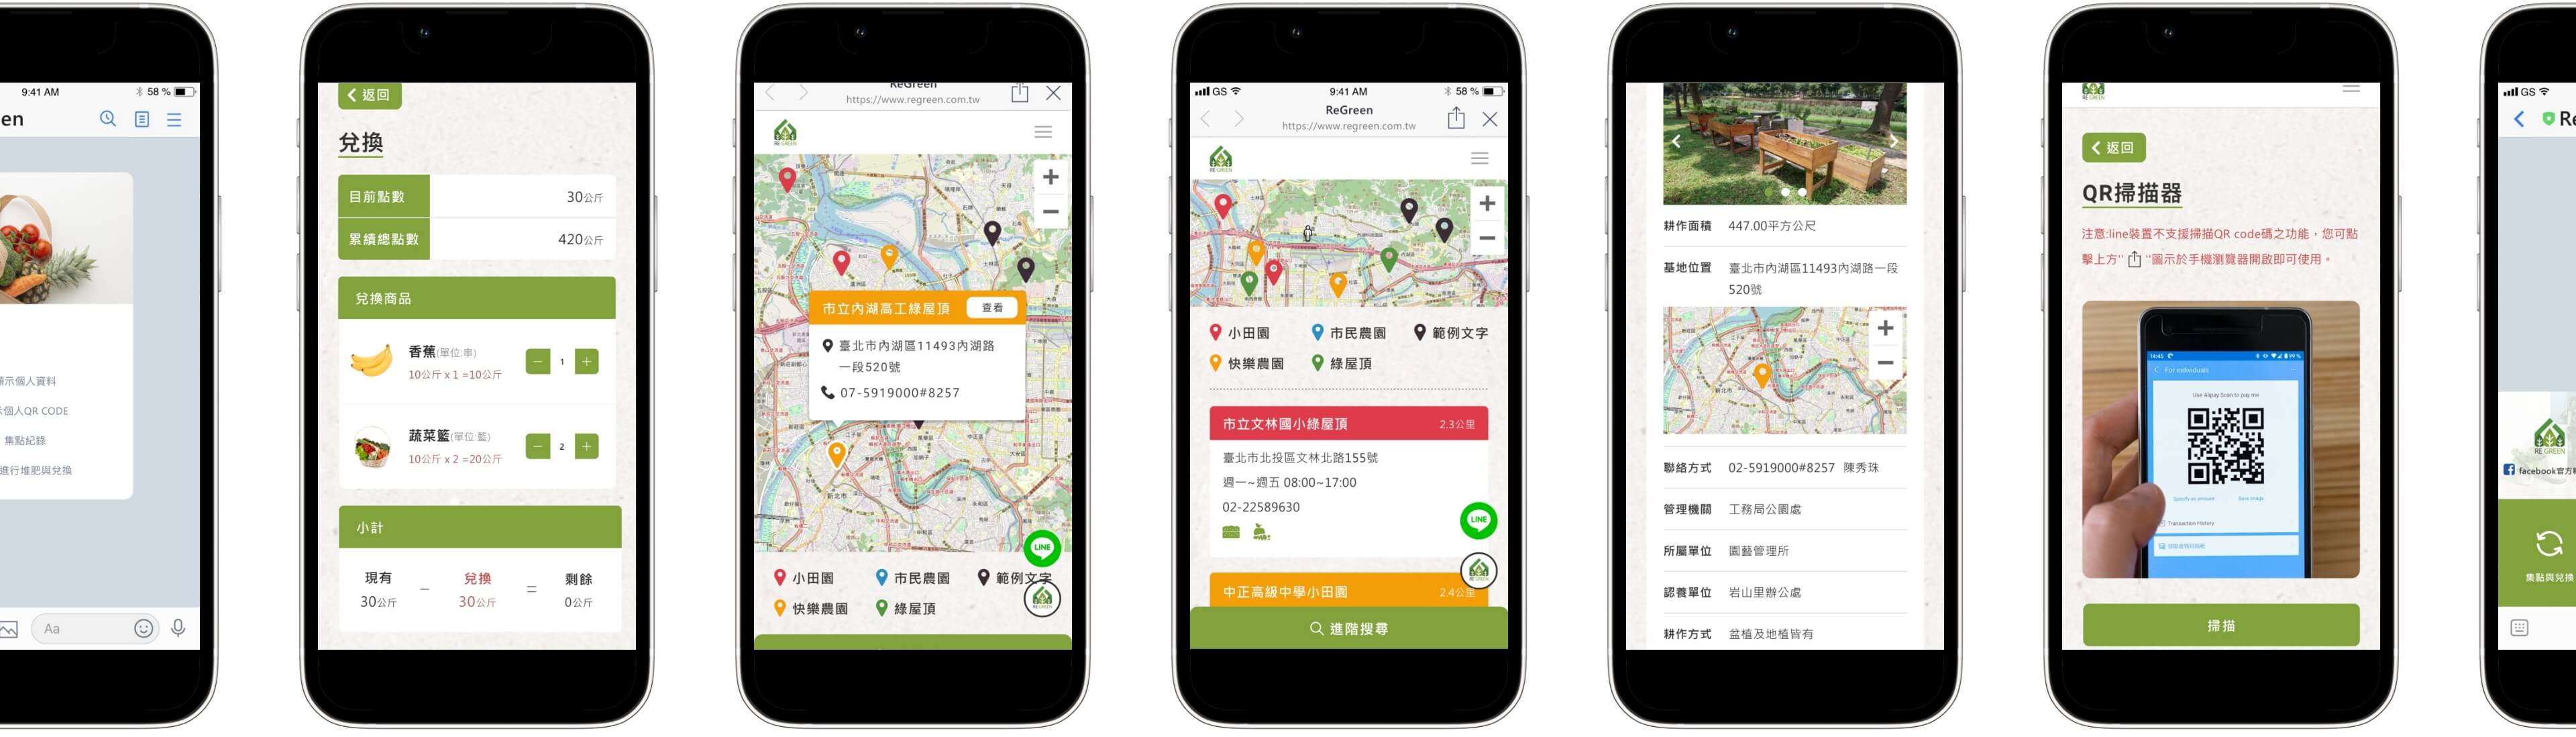 9:41 AM
58 %
en
顯示個人資料
示個人QR CODE
集點紀錄
進行堆肥與兌換
Aa
返回
兌換
目前點數 30公斤
累績總點數 420公斤
兌換商品
香蕉(單位:串)
10公斤 x 1 =10公斤
− 1 +
蔬菜籃(單位:籃)
10公斤 x 2 =20公斤
− 2 +
小計
現有 − 兌換 = 剩餘
30公斤 30公斤 0公斤
ReGreen
https://www.regreen.com.tw
RE GREEN
+
−
市立內湖高工綠屋頂 查看
臺北市內湖區11493內湖路
一段520號
07-5919000#8257
LINE
小田園 市民農園 範例文字
快樂農園 綠屋頂
GS 9:41 AM 58 %
ReGreen
https://www.regreen.com.tw
RE GREEN
+
−
小田園 市民農園 範例文字
快樂農園 綠屋頂
市立文林國小綠屋頂 2.3公里
臺北市北投區文林北路155號
週一~週五 08:00~17:00
02-22589630
LINE
中正高級中學小田園 2.4公里
進階搜尋
耕作面積 447.00平方公尺
基地位置 臺北市內湖區11493內湖路一段
520號
+
−
聯絡方式 02-5919000#8257 陳秀珠
管理機關 工務局公園處
所屬單位 園藝管理所
認養單位 岩山里辦公處
耕作方式 盆植及地植皆有
RE GREEN
返回
QR掃描器
注意:line裝置不支援掃描QR code碼之功能，您可點
擊上方" "圖示於手機瀏覽器開啟即可使用。
14:45
99 %
For individuals
Use Alipay Scan to pay me
Specify an amount Save Image
Transaction History
掃描
GS
Re
RE GREEN
facebook官方
集點與兌換